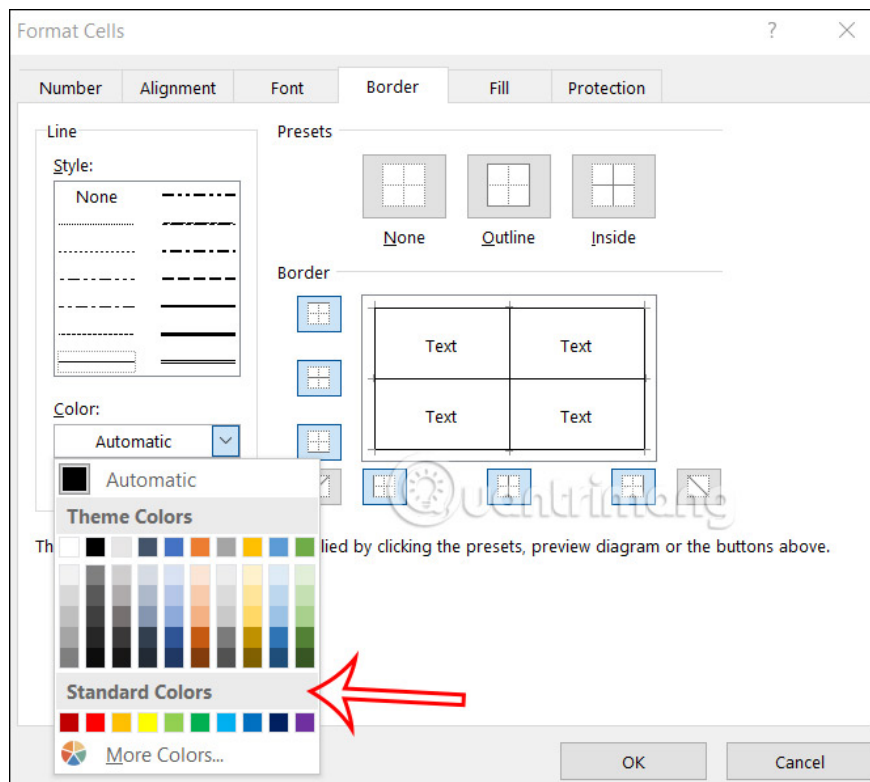 Format Cells ?
Number Alignment Font Border Fill Protection
Line Presets
Style:
None
None Outline Inside
Border
Text Text
Text Text
Color:
Automatic
Automatic
Quantrimang
Theme Colors
Th lied by clicking the presets, preview diagram or the buttons above.
Standard Colors
More Colors...
OK Cancel